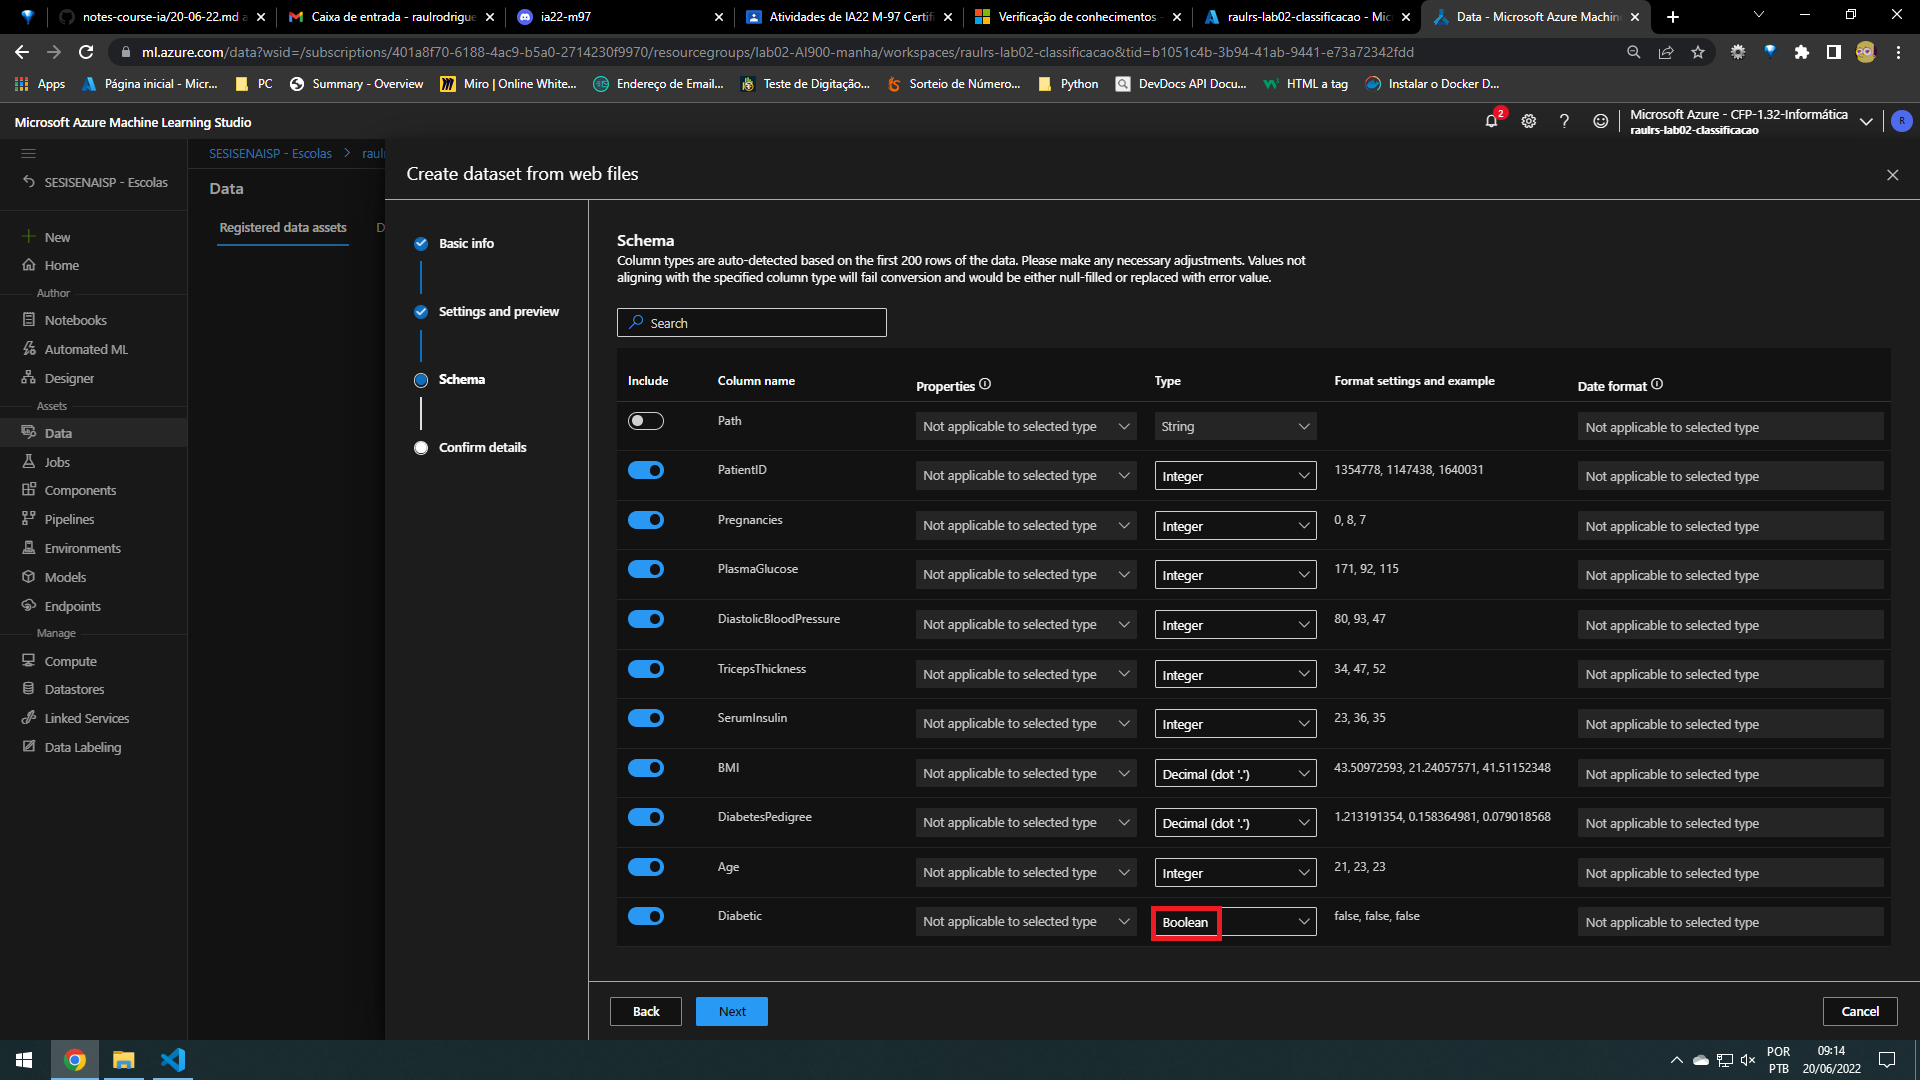 notes-course-ia/20-06-22.md a
Caixa de entrada - raulrodrigue
ia22-m97
Atividades de IA22 M-97 Certifi
Verificação de conhecimentos -
raulrs-lab02-classificacao - Mic
Data - Microsoft Azure Machin
ml.azure.com/data?wsid=/subscriptions/401a8f70-6188-4ac9-b5a0-2714230f9970/resourcegroups/lab02-AI900-manha/workspaces/raulrs-lab02-classificacao&tid=b1051c4b-3b94-41ab-9441-e73a72342fdd
Apps
Página inicial - Micr...
PC
Summary - Overview
Miro | Online White...
Endereço de Email...
Teste de Digitação...
Sorteio de Número...
Python
DevDocs API Docu...
HTML a tag
Instalar o Docker D...
Microsoft Azure Machine Learning Studio
2
Microsoft Azure - CFP-1.32-Informática
raulrs-lab02-classificacao
R
SESISENAISP - Escolas
New
Home
Author
Notebooks
Automated ML
Designer
Assets
Data
Jobs
Components
Pipelines
Environments
Models
Endpoints
Manage
Compute
Datastores
Linked Services
Data Labeling
SESISENAISP - Escolas > raul
Data
Registered data assets D
Create dataset from web files
Basic info
Settings and preview
Schema
Confirm details
Schema
Column types are auto-detected based on the first 200 rows of the data. Please make any necessary adjustments. Values not
aligning with the specified column type will fail conversion and would be either null-filled or replaced with error value.
Search
Include Column name Properties Type Format settings and example Date format
Path Not applicable to selected type String Not applicable to selected type
PatientID Not applicable to selected type Integer 1354778, 1147438, 1640031 Not applicable to selected type
Pregnancies Not applicable to selected type Integer 0, 8, 7 Not applicable to selected type
PlasmaGlucose Not applicable to selected type Integer 171, 92, 115 Not applicable to selected type
DiastolicBloodPressure Not applicable to selected type Integer 80, 93, 47 Not applicable to selected type
TricepsThickness Not applicable to selected type Integer 34, 47, 52 Not applicable to selected type
SerumInsulin Not applicable to selected type Integer 23, 36, 35 Not applicable to selected type
BMI Not applicable to selected type Decimal (dot '.') 43.50972593, 21.24057571, 41.51152348 Not applicable to selected type
DiabetesPedigree Not applicable to selected type Decimal (dot '.') 1.213191354, 0.158364981, 0.079018568 Not applicable to selected type
Age Not applicable to selected type Integer 21, 23, 23 Not applicable to selected type
Diabetic Not applicable to selected type Boolean false, false, false Not applicable to selected type
Back
Next
Cancel
POR
PTB
09:14
20/06/2022